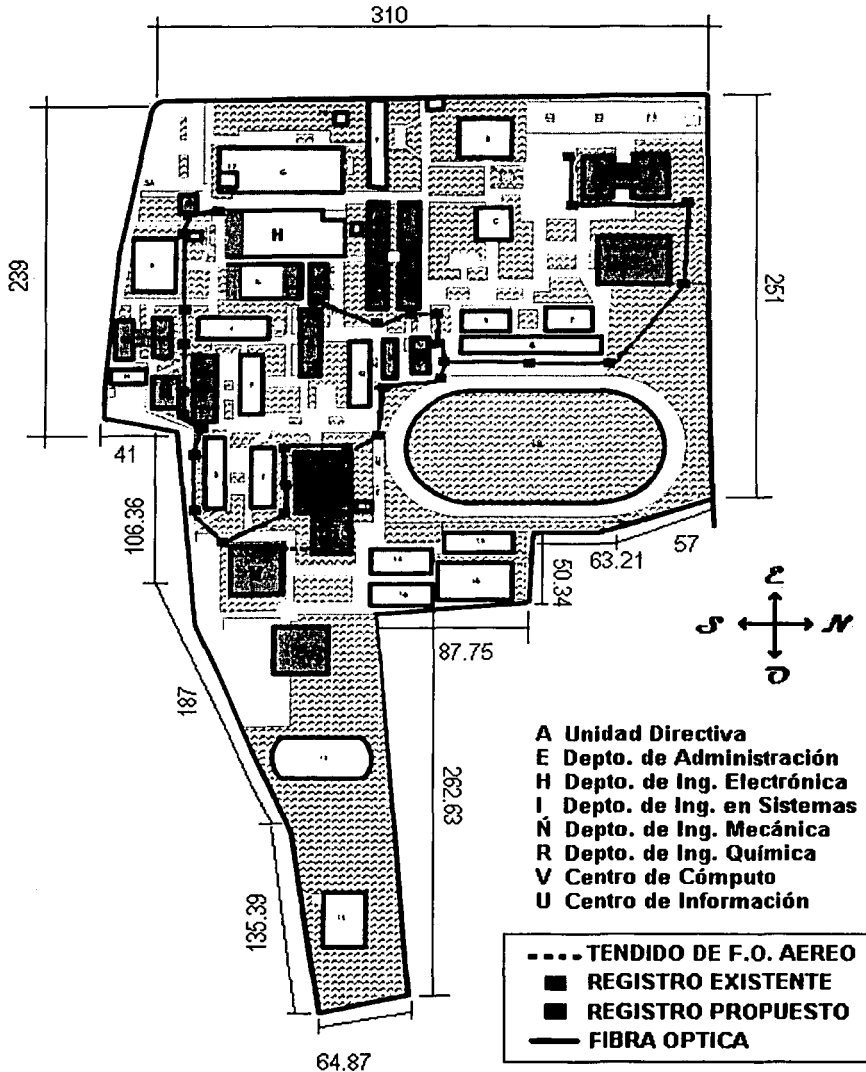 310
239
251
G
H
C
41
106.36
50.34
63.21
57
87.75
187
262.63
135.39
64.87
E
S N
O
A Unidad Directiva
E Depto. de Administración
H Depto. de Ing. Electrónica
I Depto. de Ing. en Sistemas
Ñ Depto. de Ing. Mecánica
R Depto. de Ing. Química
V Centro de Cómputo
U Centro de Información
TENDIDO DE F.O. AEREO
REGISTRO EXISTENTE
REGISTRO PROPUESTO
FIBRA OPTICA